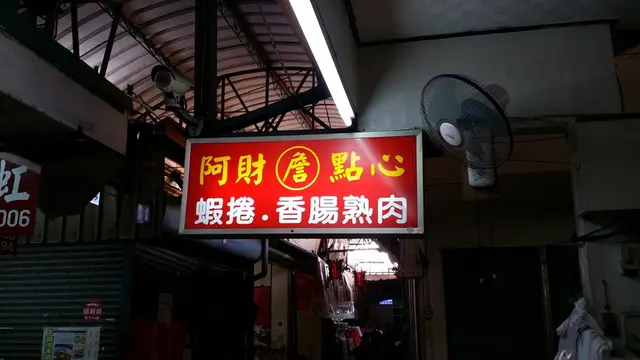 阿財 詹 點心
蝦捲.香腸熟肉
虹
006